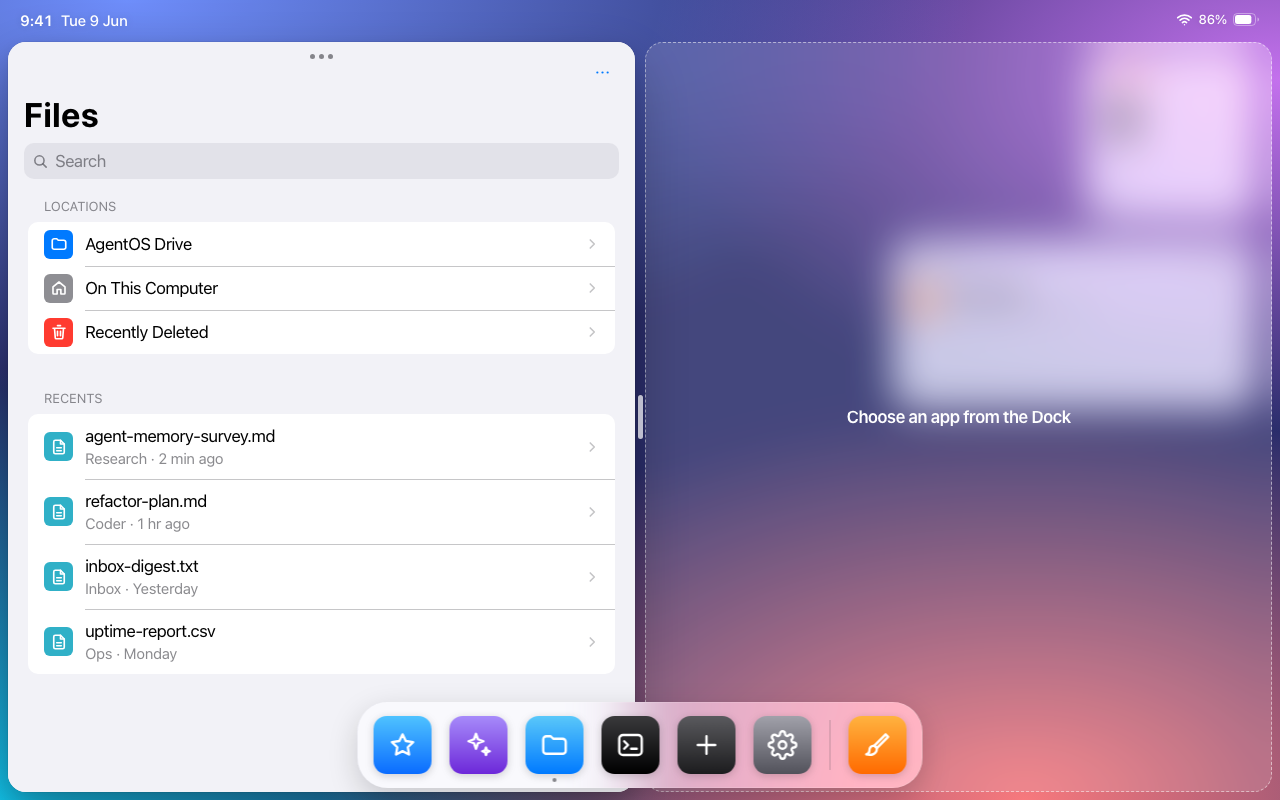 9:41 Tue 9 Jun
86%
Files
Search
LOCATIONS
AgentOS Drive
On This Computer
Recently Deleted
RECENTS
agent-memory-survey.md
Research · 2 min ago
refactor-plan.md
Coder · 1 hr ago
inbox-digest.txt
Inbox · Yesterday
uptime-report.csv
Ops · Monday
Choose an app from the Dock